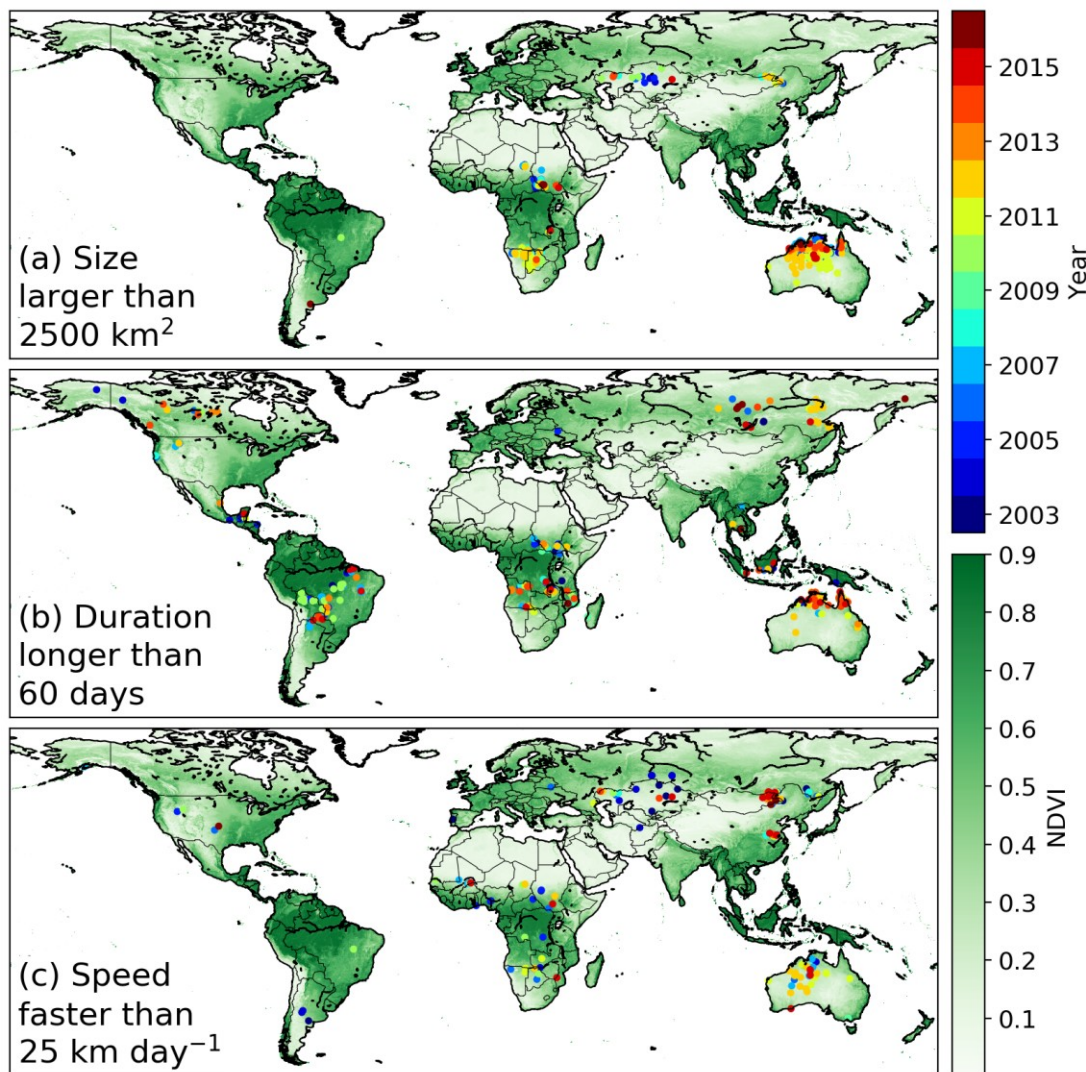 (a) Size
larger than
2500 km²
(b) Duration
longer than
60 days
(c) Speed
faster than
25 km day⁻¹
2015
2013
2011
2009
2007
2005
2003
Year
0.9
0.8
0.7
0.6
0.5
0.4
0.3
0.2
0.1
NDVI